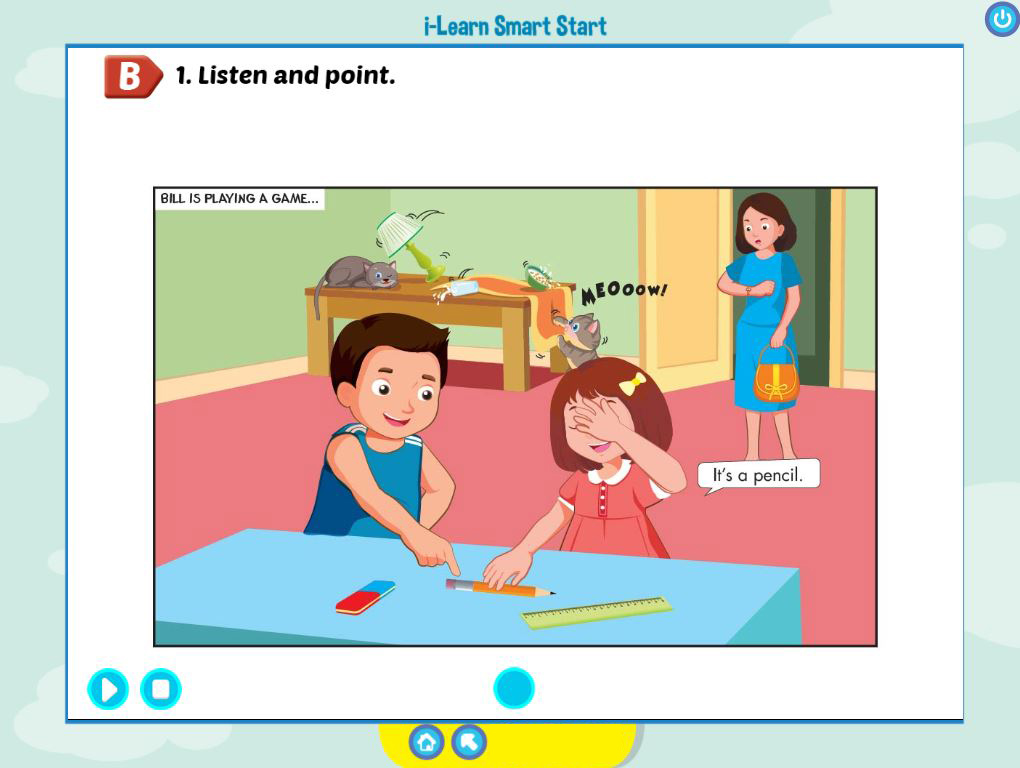 i-Learn Smart Start
B 1. Listen and point.
BILL IS PLAYING A GAME...
MEOOOW!
It's a pencil.